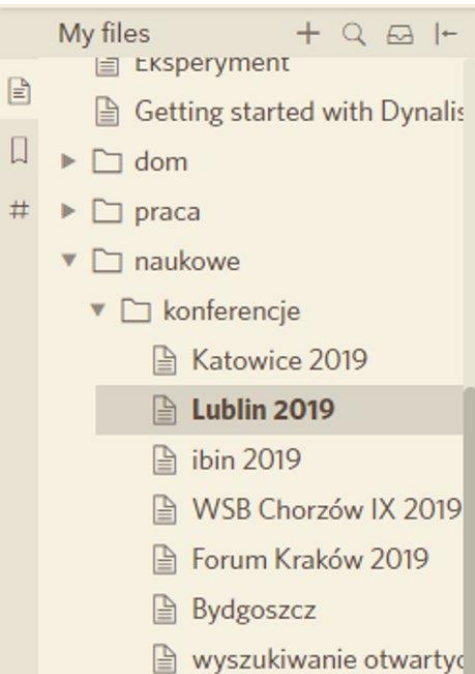 My files
Eksperyment
Getting started with Dynalis
dom
#
praca
naukowe
konferencje
Katowice 2019
Lublin 2019
ibin 2019
WSB Chorzów IX 2019
Forum Kraków 2019
Bydgoszcz
wyszukiwanie otwartyc